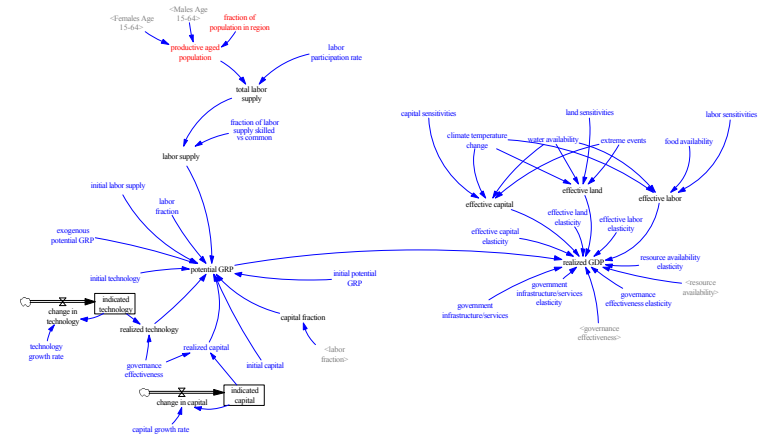 <Females Age
15-64>
<Males Age
15-64>
fraction of
population in region
productive aged
population
labor
participation rate
total labor
supply
fraction of labor
supply skilled
vs common
labor supply
initial labor supply
labor
fraction
exogenous
potential GRP
initial technology
potential GRP
initial potential
GRP
indicated
technology
change in
technology
technology
growth rate
realized technology
governance
effectiveness
realized capital
initial capital
capital fraction
<labor
fraction>
indicated
capital
change in capital
capital growth rate
capital sensitivities
land sensitivities
labor sensitivities
climate temperature
change
water availability
extreme events
food availability
effective capital
effective land
effective labor
effective land
elasticity
effective labor
elasticity
effective capital
elasticity
realized GDP
resource availability
elasticity
<resource
availability>
government
infrastructure/services
elasticity
government
infrastructure/services
governance
effectiveness elasticity
<governance
effectiveness>